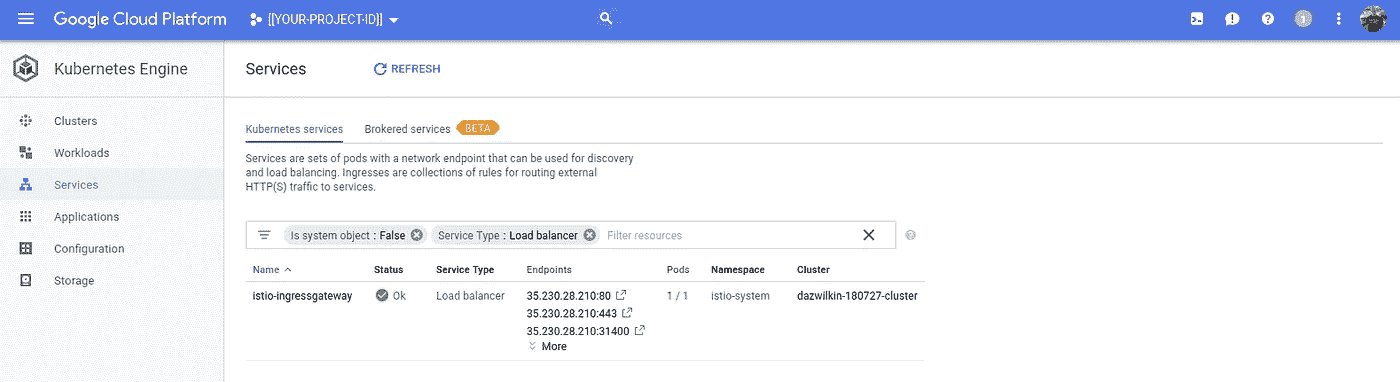 Google Cloud Platform [[YOUR-PROJECT-ID]]
Kubernetes Engine
Services REFRESH
Clusters
Workloads
Services
Applications
Configuration
Storage
Kubernetes services Brokered services BETA
Services are sets of pods with a network endpoint that can be used for discovery
and load balancing. Ingresses are collections of rules for routing external
HTTP(S) traffic to services.
Is system object : False Service Type : Load balancer Filter resources
Name Status Service Type Endpoints Pods Namespace Cluster
istio-ingressgateway Ok Load balancer 35.230.28.210:80 1 / 1 istio-system dazwilkin-180727-cluster
35.230.28.210:443
35.230.28.210:31400
More